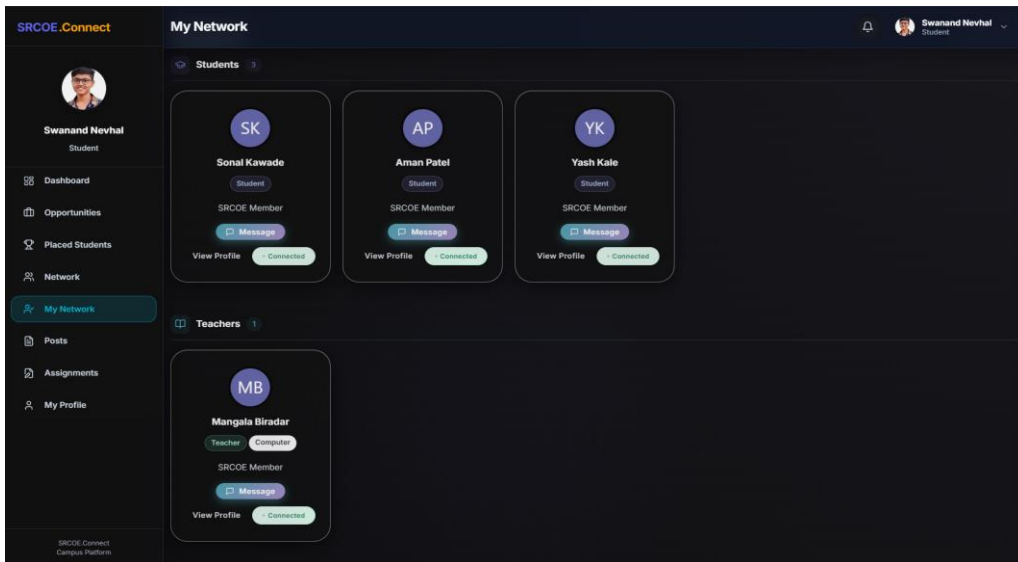 SRCOE.Connect
Swanand Nevhal
Student
Dashboard
Opportunities
Placed Students
Network
My Network
Posts
Assignments
My Profile
SRCOE.Connect
Campus Platform
My Network
Swanand Nevhal
Student
Students 3
SK AP YK
Sonal Kawade Aman Patel Yash Kale
Student Student Student
SRCOE Member SRCOE Member SRCOE Member
Message Message Message
View Profile Connected View Profile Connected View Profile Connected
Teachers 1
MB
Mangala Biradar
Teacher Computer
SRCOE Member
Message
View Profile Connected